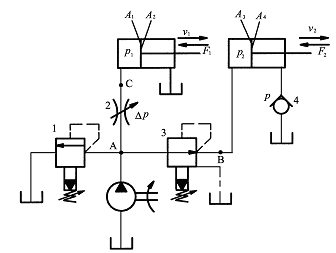 A₁ A₂
v₁
A₃ A₄
v₂
p₁
F₁
p₂
F₂
C
2
Δp
p
4
1
3
A
B